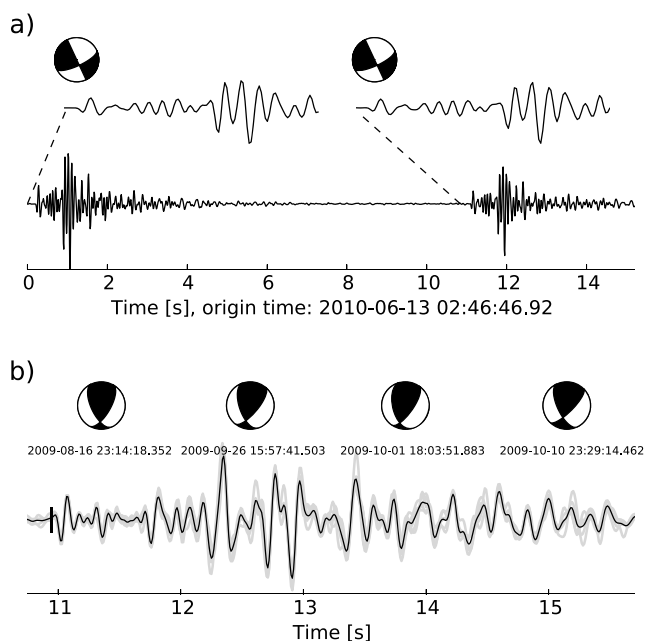 a)
0 2 4 6 8 10 12 14
Time [s], origin time: 2010-06-13 02:46:46.92
b)
2009-08-16 23:14:18.352 2009-09-26 15:57:41.503 2009-10-01 18:03:51.883 2009-10-10 23:29:14.462
11 12 13 14 15
Time [s]